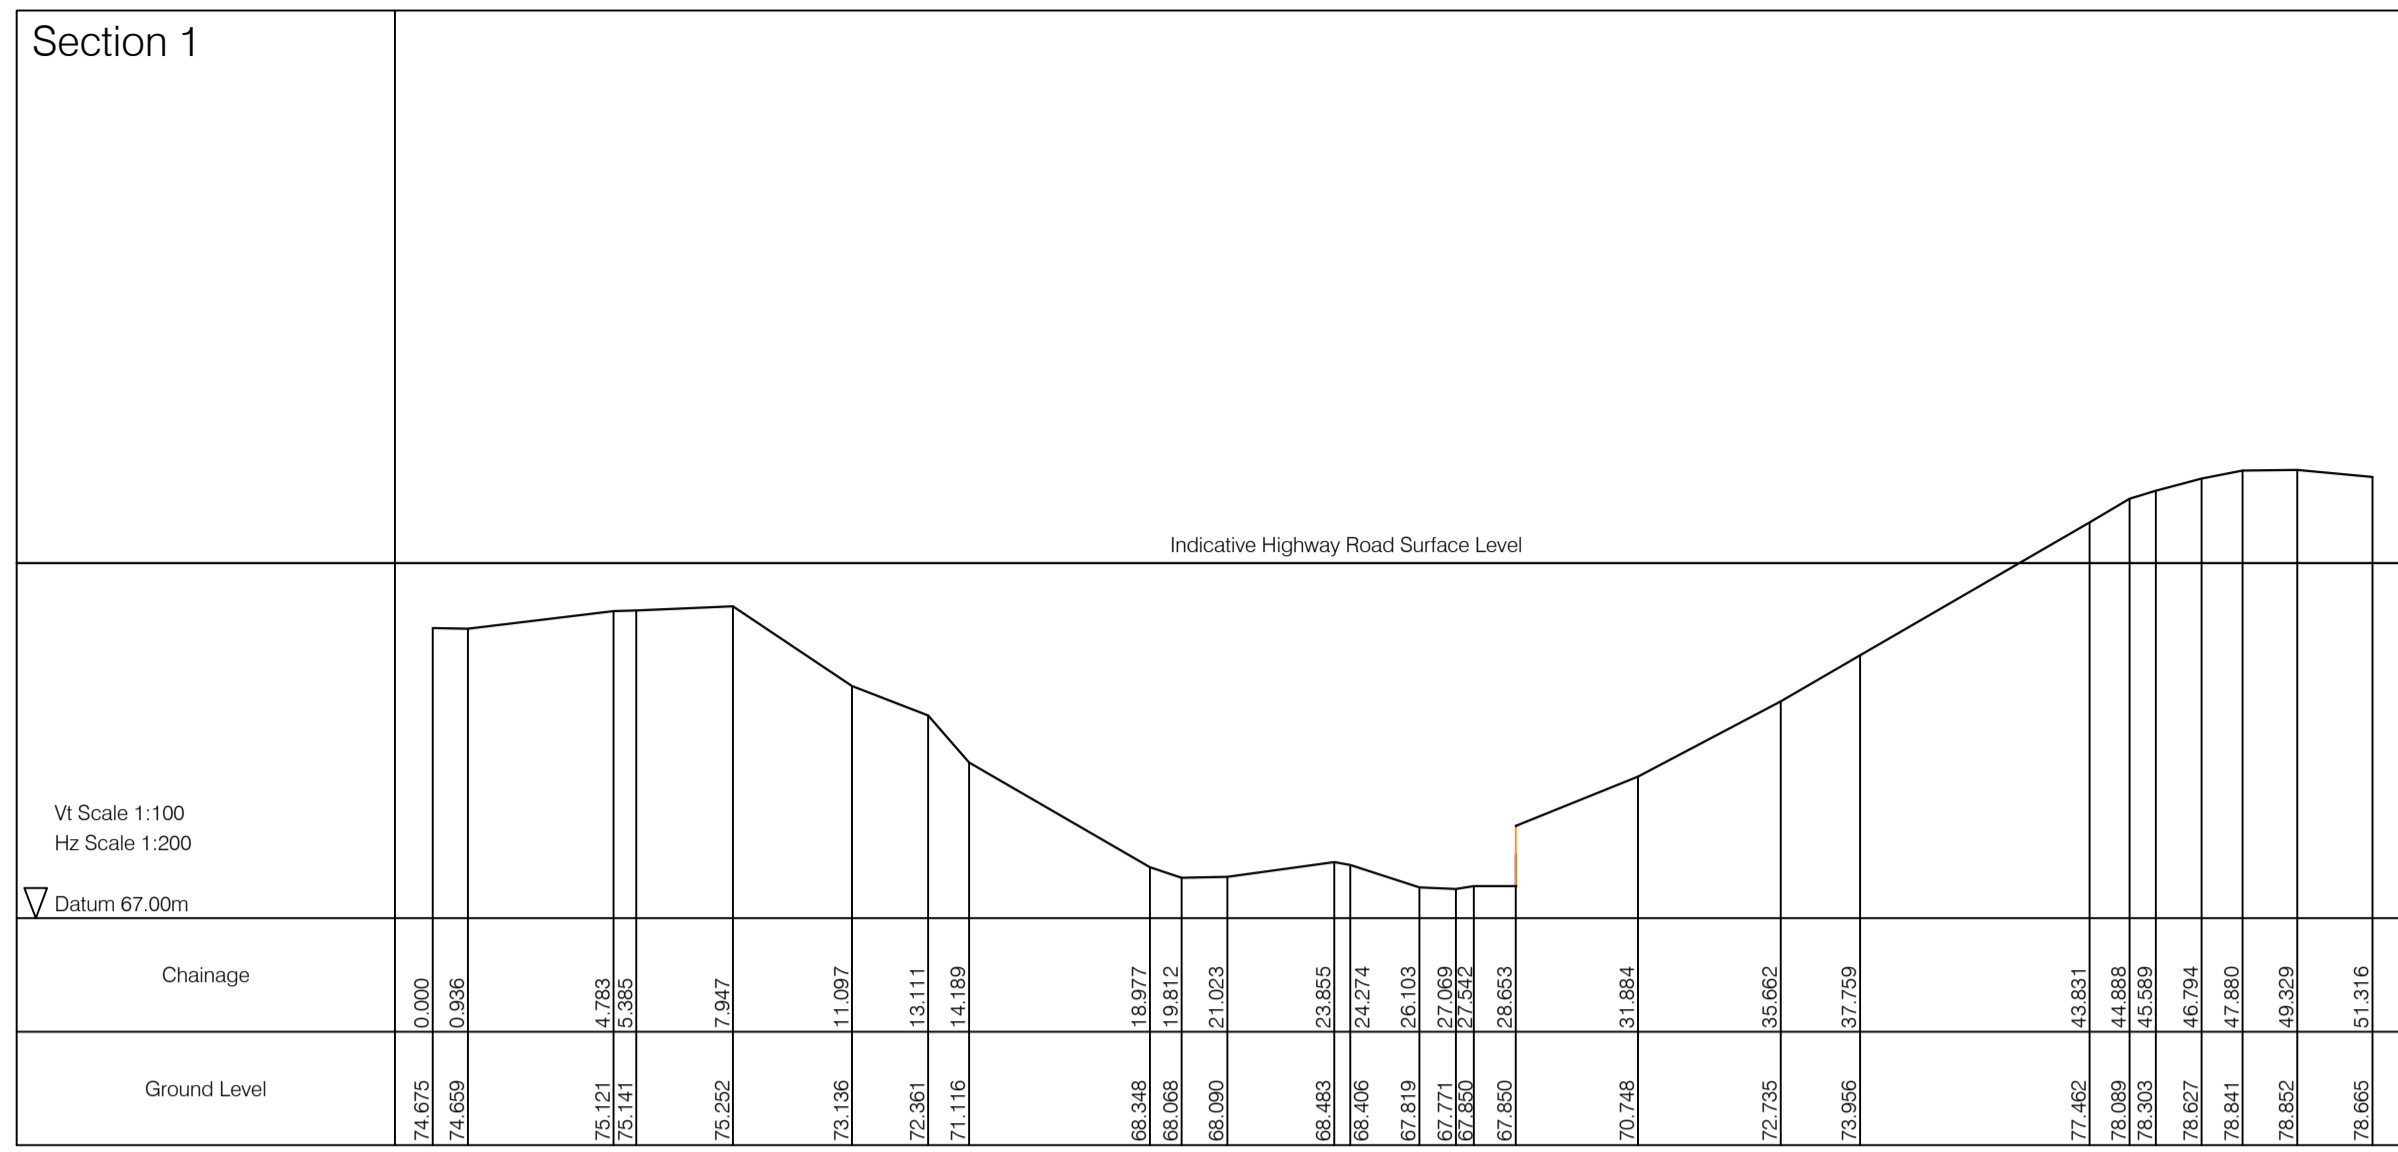 Section 1
Indicative Highway Road Surface Level
Vt Scale 1:100
Hz Scale 1:200
Datum 67.00m
Chainage
0.000 0.936 4.783 5.385 7.947 11.097 13.111 14.189 18.977 19.812 21.023 23.855 24.274 26.103 27.069 27.542 28.653 31.884 35.662 37.759 43.831 44.888 45.589 46.794 47.880 49.329 51.316
Ground Level
74.675 74.659 75.121 75.141 75.252 73.136 72.361 71.116 68.348 68.068 68.090 68.483 68.406 67.819 67.771 67.850 67.850 70.748 72.735 73.956 77.462 78.089 78.303 78.627 78.841 78.852 78.665